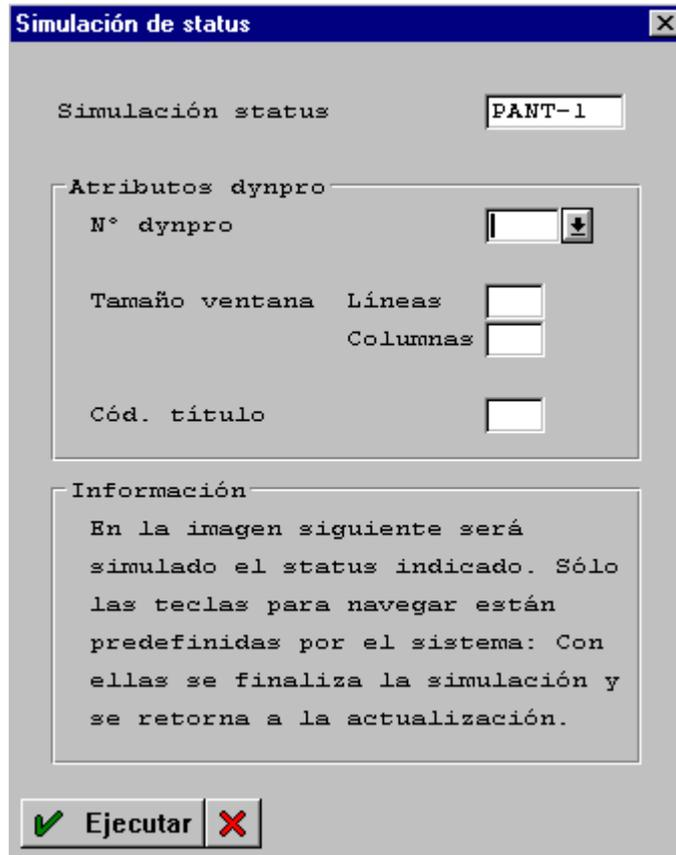 Simulación de status
Simulación status PANT-1
Atributos dynpro
N° dynpro
Tamaño ventana Líneas
Columnas
Cód. título
Información
En la imagen siguiente será
simulado el status indicado. Sólo
las teclas para navegar están
predefinidas por el sistema: Con
ellas se finaliza la simulación y
se retorna a la actualización.
Ejecutar